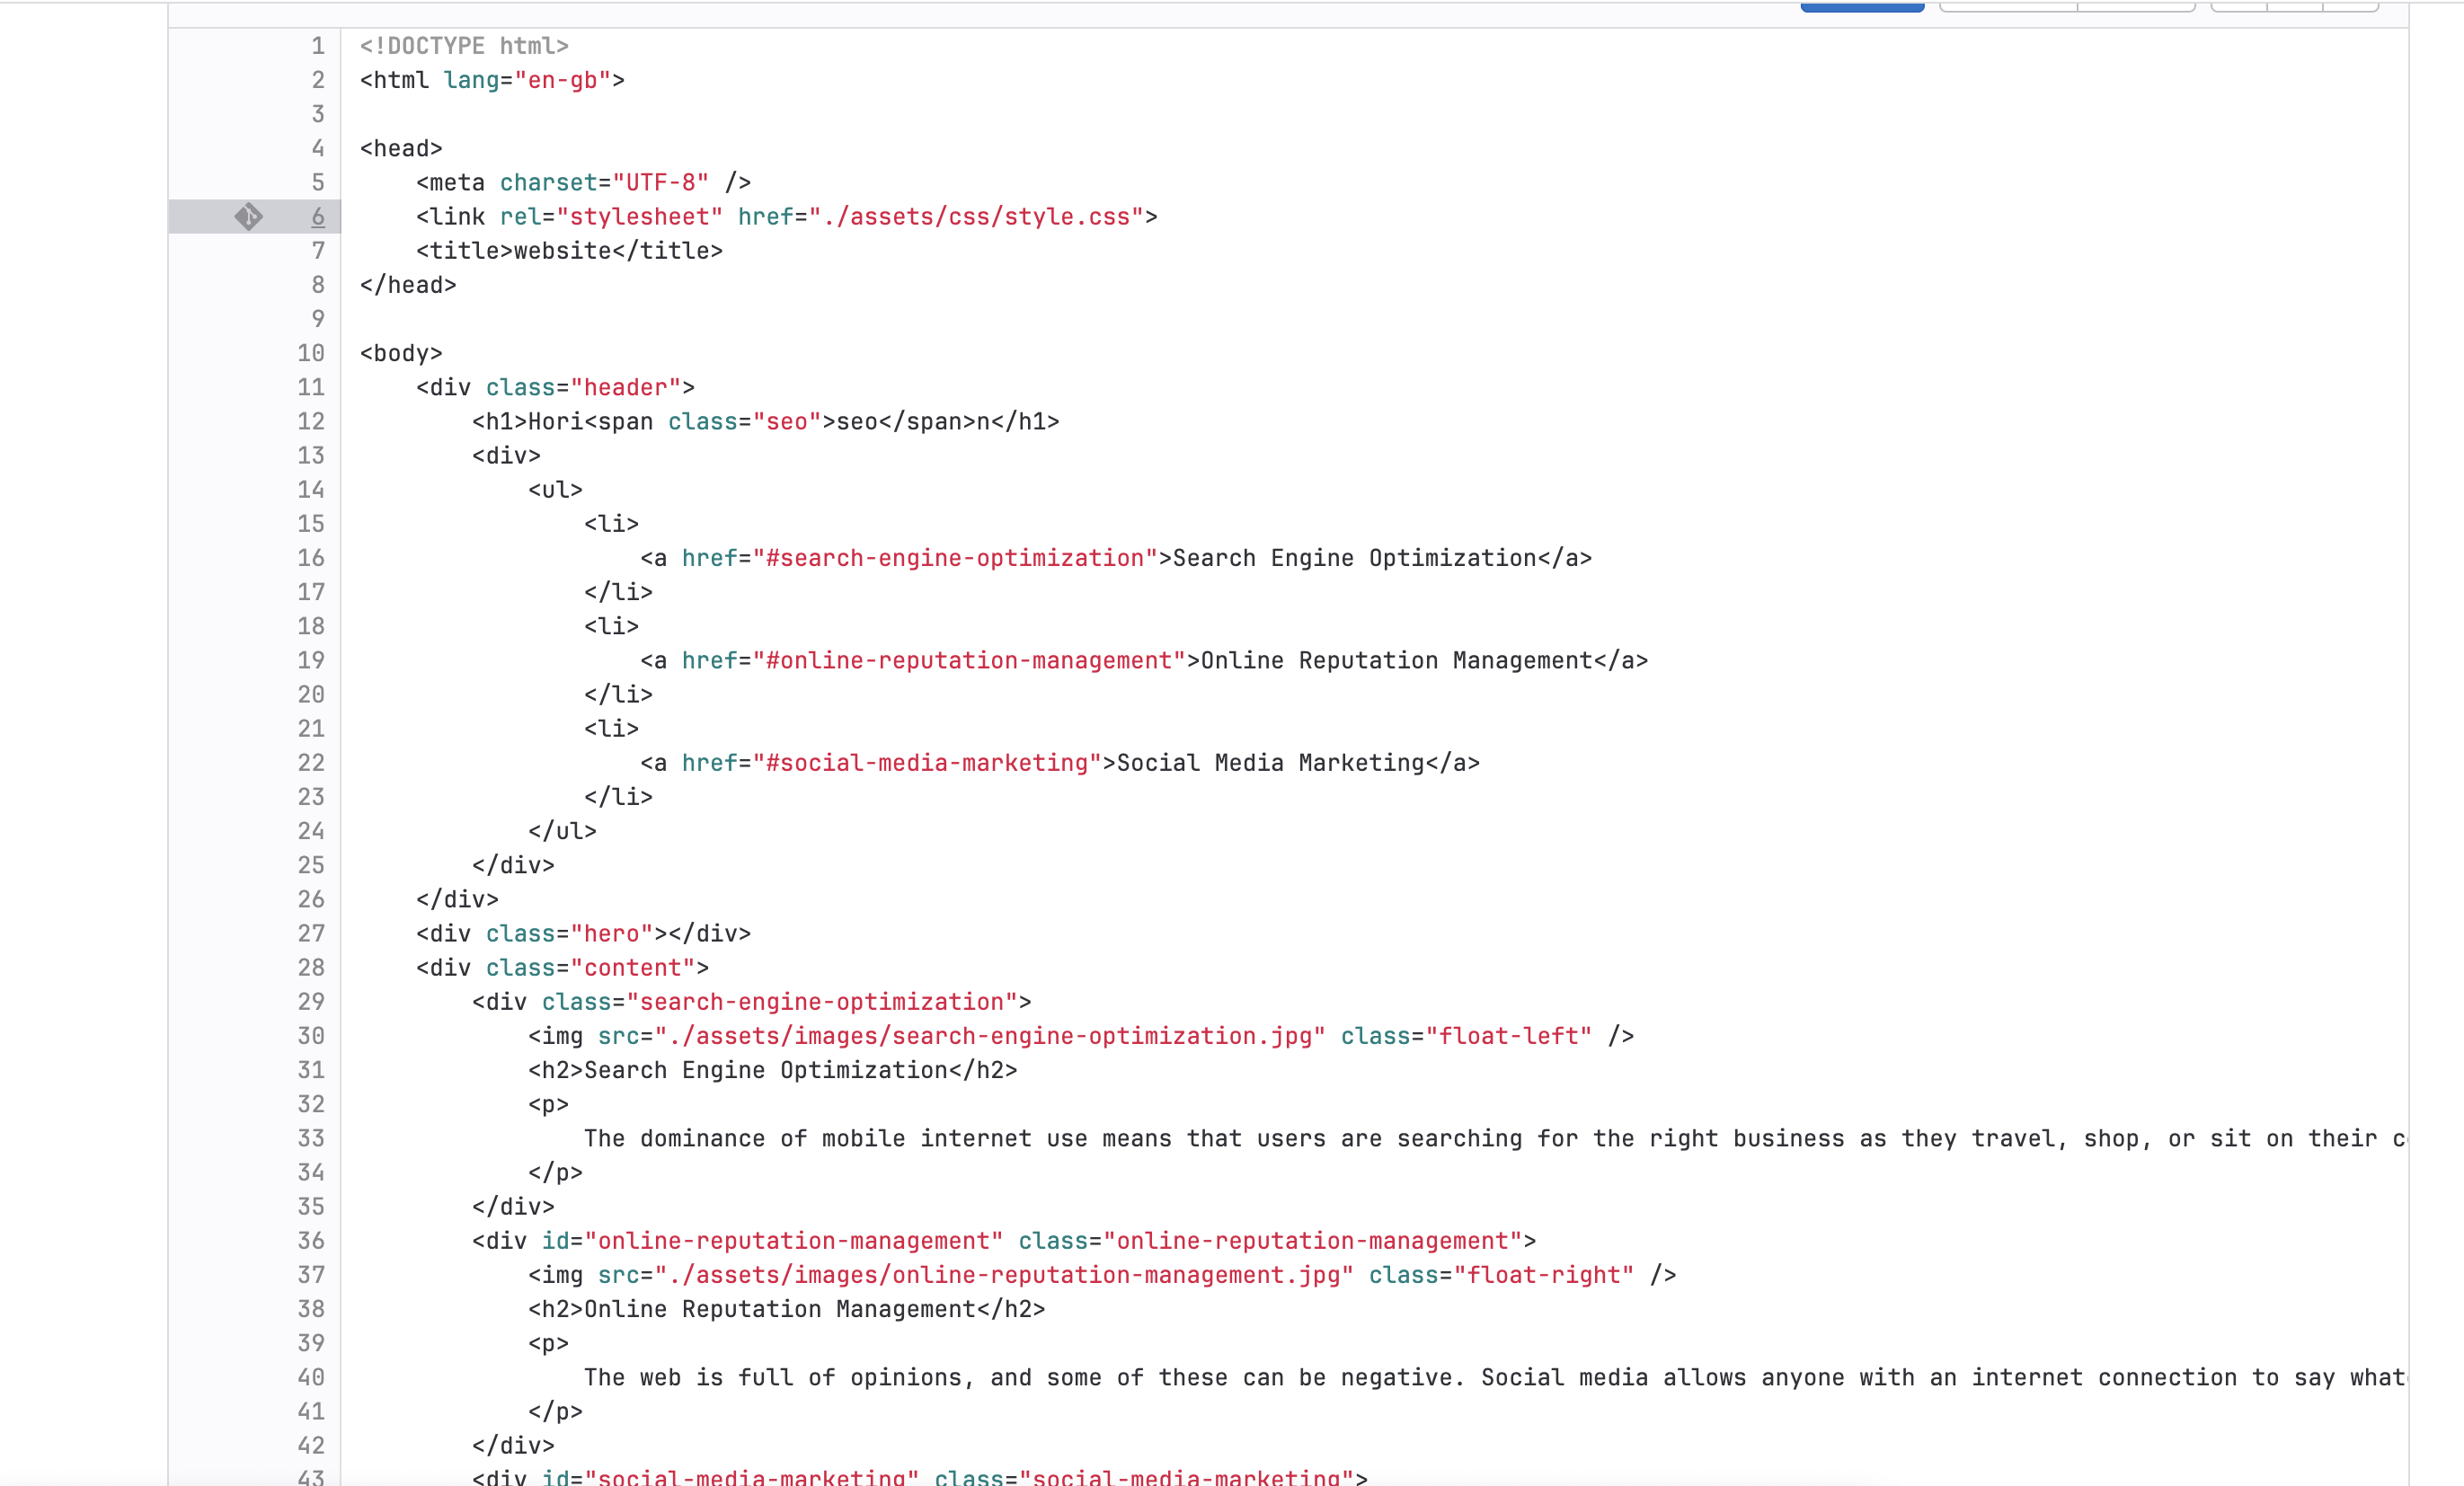 1 <!DOCTYPE html>
2 <html lang="en-gb">
3
4 <head>
5     <meta charset="UTF-8" />
6     <link rel="stylesheet" href="./assets/css/style.css">
7     <title>website</title>
8 </head>
9
10 <body>
11     <div class="header">
12         <h1>Hori<span class="seo">seo</span>n</h1>
13         <div>
14             <ul>
15                 <li>
16                     <a href="#search-engine-optimization">Search Engine Optimization</a>
17                 </li>
18                 <li>
19                     <a href="#online-reputation-management">Online Reputation Management</a>
20                 </li>
21                 <li>
22                     <a href="#social-media-marketing">Social Media Marketing</a>
23                 </li>
24             </ul>
25         </div>
26     </div>
27     <div class="hero"></div>
28     <div class="content">
29         <div class="search-engine-optimization">
30             <img src="./assets/images/search-engine-optimization.jpg" class="float-left" />
31             <h2>Search Engine Optimization</h2>
32             <p>
33                 The dominance of mobile internet use means that users are searching for the right business as they travel, shop, or sit on their
34             </p>
35         </div>
36         <div id="online-reputation-management" class="online-reputation-management">
37             <img src="./assets/images/online-reputation-management.jpg" class="float-right" />
38             <h2>Online Reputation Management</h2>
39             <p>
40                 The web is full of opinions, and some of these can be negative. Social media allows anyone with an internet connection to say what
41             </p>
42         </div>
43         <div id="social-media-marketing" class="social-media-marketing">